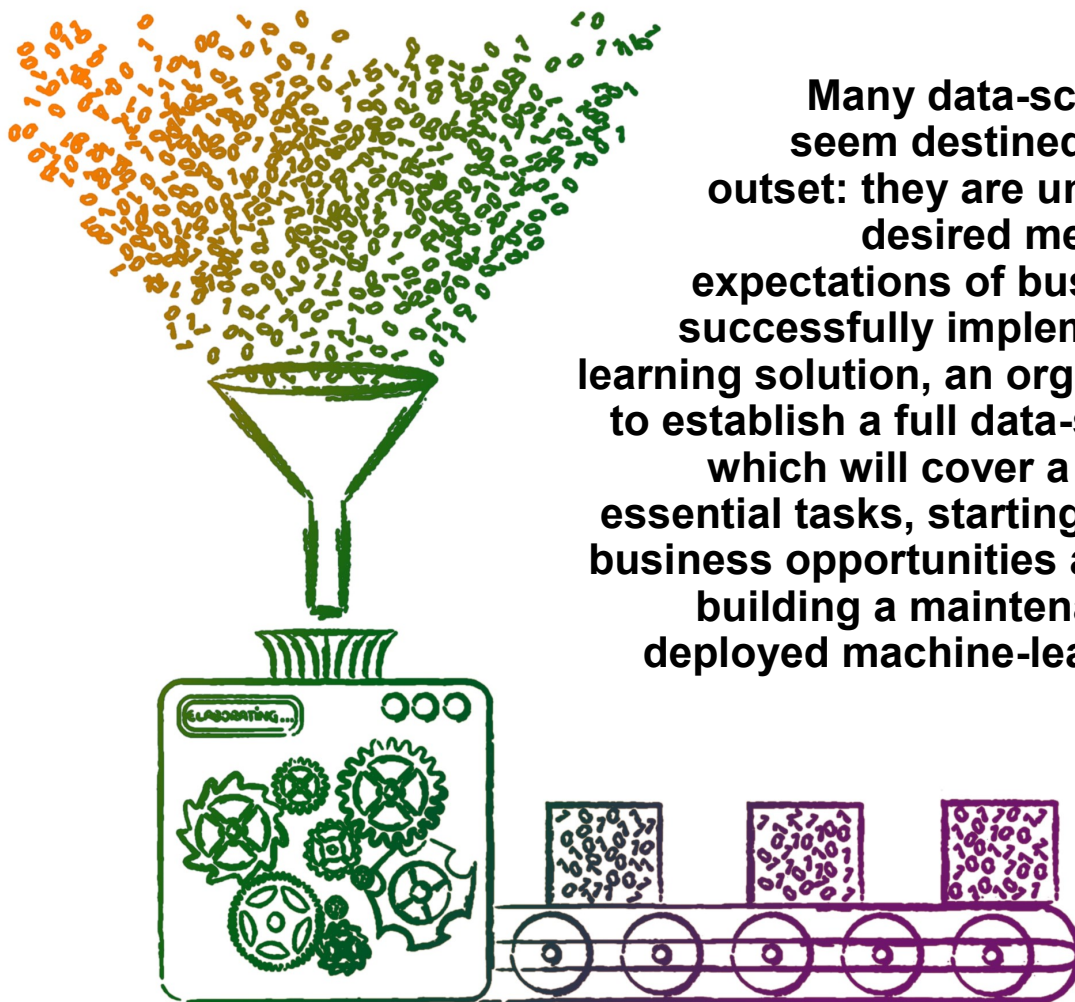 Many data-sc
seem destined
outset: they are un
desired me
expectations of bus
successfully implem
learning solution, an org
to establish a full data-s
which will cover a
essential tasks, starting
business opportunities a
building a maintena
deployed machine-lea
ELABORATING...